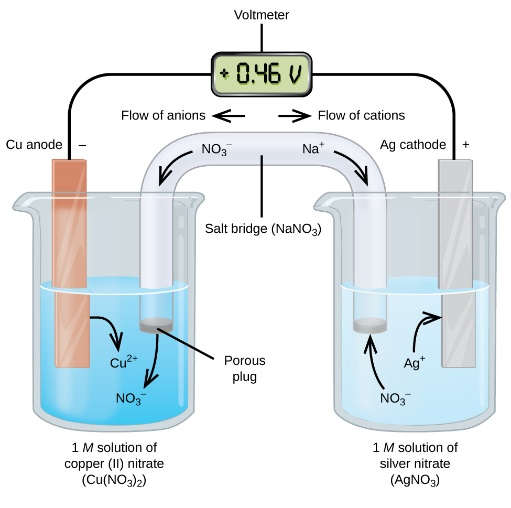 Voltmeter
+ 0.46 V
Flow of anions
Flow of cations
Cu anode –
Ag cathode +
NO₃⁻
Na⁺
Salt bridge (NaNO₃)
Cu²⁺
Porous
plug
Ag⁺
NO₃⁻
NO₃⁻
1 M solution of
copper (II) nitrate
(Cu(NO₃)₂)
1 M solution of
silver nitrate
(AgNO₃)